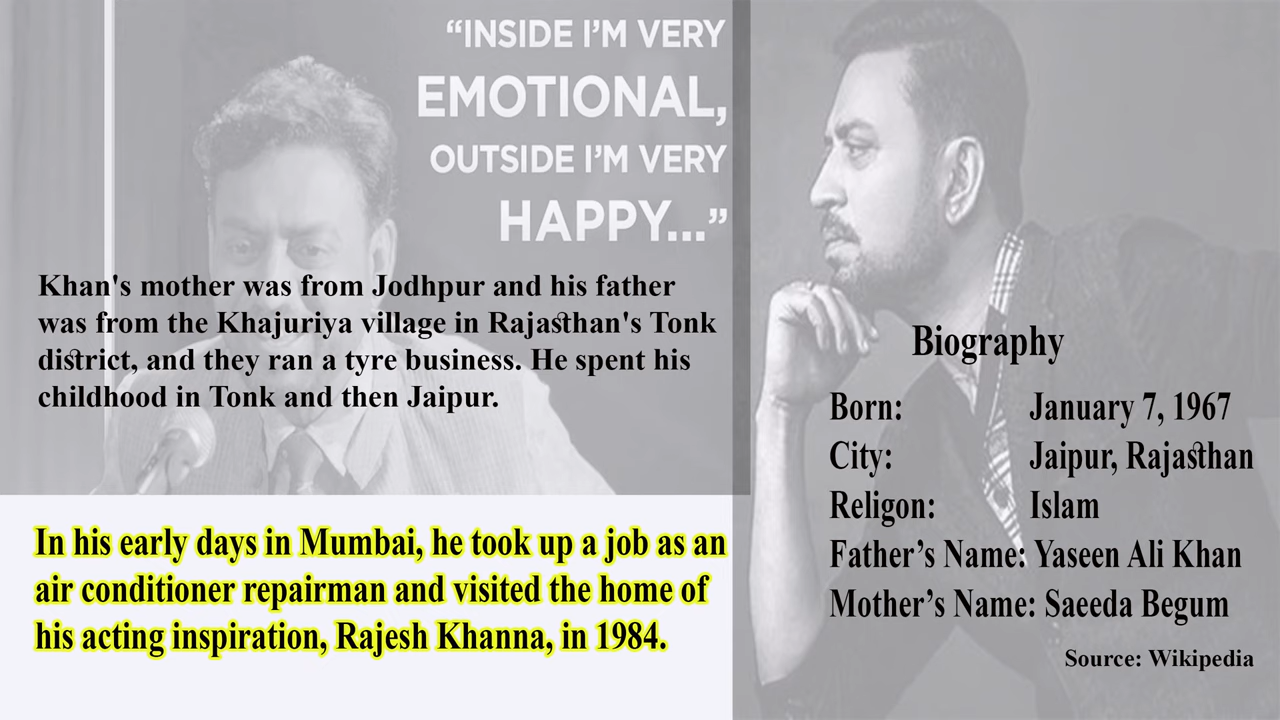 “INSIDE I’M VERY
EMOTIONAL,
OUTSIDE I’M VERY
HAPPY...”
Khan's mother was from Jodhpur and his father
was from the Khajuriya village in Rajasthan's Tonk
district, and they ran a tyre business. He spent his
childhood in Tonk and then Jaipur.
In his early days in Mumbai, he took up a job as an
air conditioner repairman and visited the home of
his acting inspiration, Rajesh Khanna, in 1984.
Biography
Born: January 7, 1967
City: Jaipur, Rajasthan
Religon: Islam
Father’s Name: Yaseen Ali Khan
Mother’s Name: Saeeda Begum
Source: Wikipedia